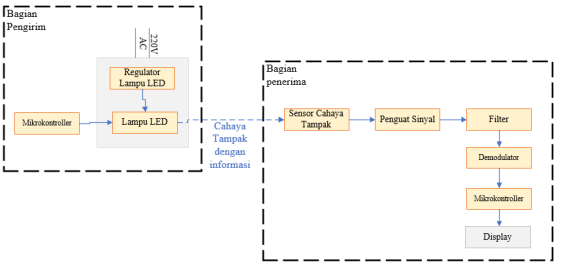 Bagian
Pengirim
220V
AC
Regulator
Lampu LED
Mikrokontroller
Lampu LED
Cahaya
Tampak
dengan
informasi
Bagian
penerima
Sensor Cahaya
Tampak
Penguat Sinyal
Filter
Demodulator
Mikrokontroller
Display